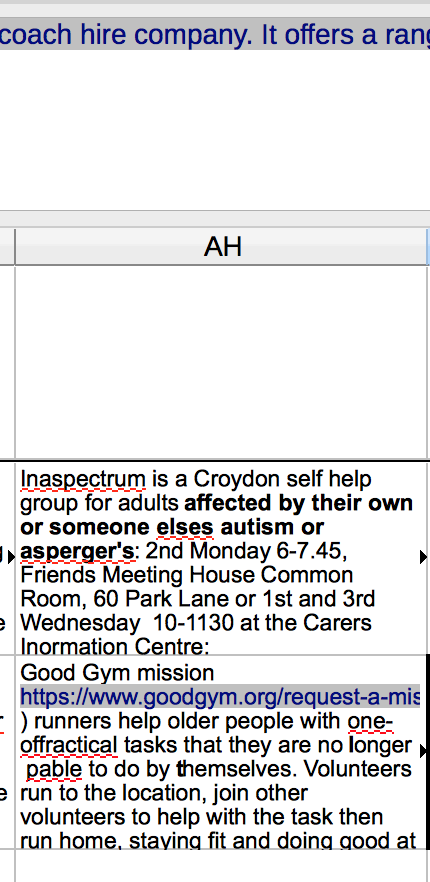 coach hire company. It offers a rang
AH
Inaspectrum is a Croydon self help
group for adults affected by their own
or someone elses autism or
asperger's: 2nd Monday 6-7.45,
Friends Meeting House Common
Room, 60 Park Lane or 1st and 3rd
e Wednesday 10-1130 at the Carers
Inormation Centre:
Good Gym mission
https://www.goodgym.org/request-a-mis
r ) runners help older people with one-
offractical tasks that they are no longer
pable to do by themselves. Volunteers
e run to the location, join other
volunteers to help with the task then
run home, staying fit and doing good at